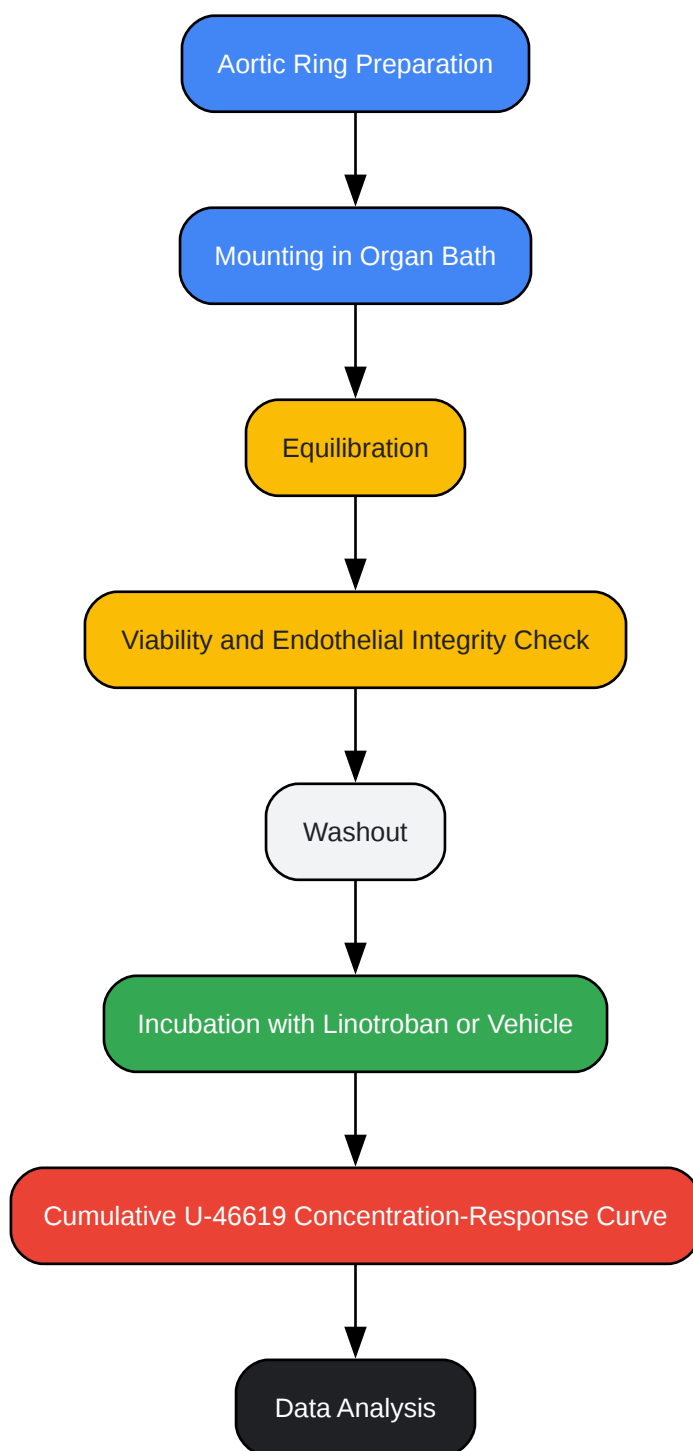 Aortic Ring Preparation
Mounting in Organ Bath
Equilibration
Viability and Endothelial Integrity Check
Washout
Incubation with Linotroban or Vehicle
Cumulative U-46619 Concentration-Response Curve
Data Analysis